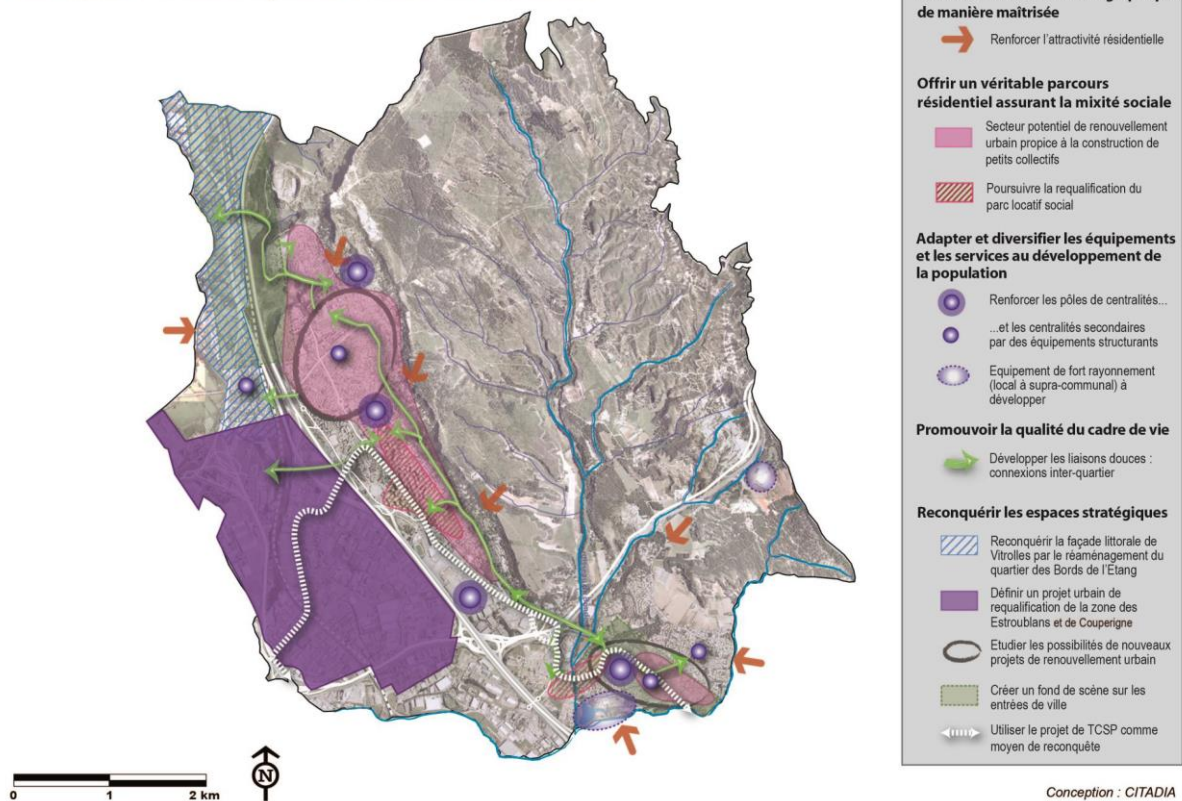 de manière maîtrisée
Renforcer l'attractivité résidentielle
Offrir un véritable parcours
résidentiel assurant la mixité sociale
Secteur potentiel de renouvellement
urbain propice à la construction de
petits collectifs
Poursuivre la requalification du
parc locatif social
Adapter et diversifier les équipements
et les services au développement de
la population
Renforcer les pôles de centralités...
...et les centralités secondaires
par des équipements structurants
Equipement de fort rayonnement
(local à supra-communal) à
développer
Promouvoir la qualité du cadre de vie
Développer les liaisons douces :
connexions inter-quartier
Reconquérir les espaces stratégiques
Reconquérir la façade littorale de
Vitrolles par le réaménagement du
quartier des Bords de l'Etang
Définir un projet urbain de
requalification de la zone des
Estroublans et de Couperigne
Etudier les possibilités de nouveaux
projets de renouvellement urbain
Créer un fond de scène sur les
entrées de ville
Utiliser le projet de TCSP comme
moyen de reconquête
0 1 2 km
N
Conception : CITADIA